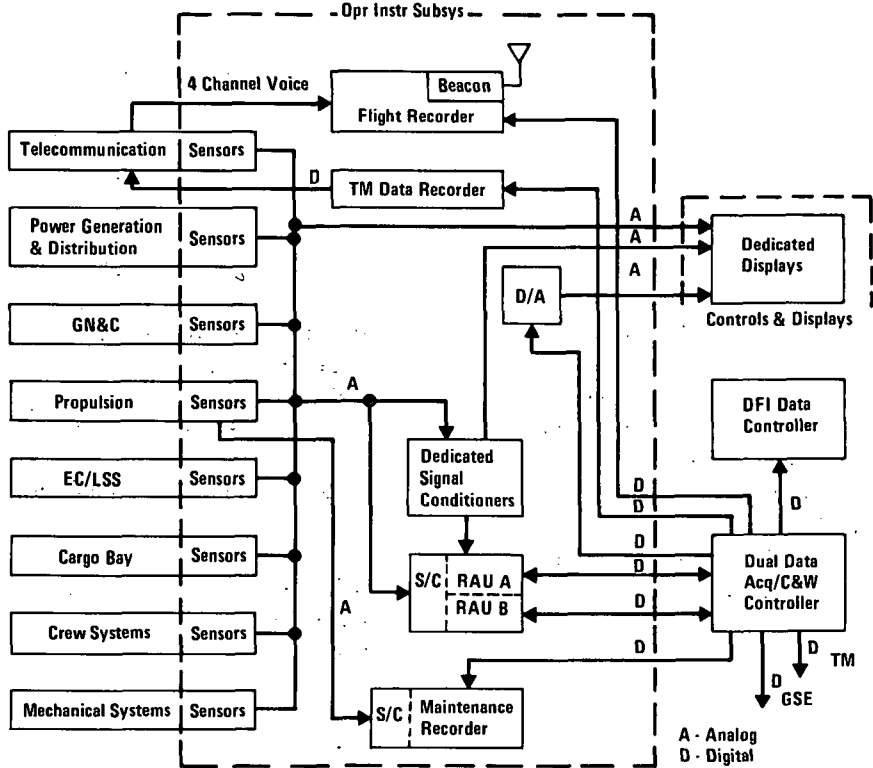 Opr Instr Subsys
4 Channel Voice
Beacon
Flight Recorder
Telecommunication
Sensors
D
TM Data Recorder
Power Generation
& Distribution
Sensors
A
A
A
Dedicated
Displays
D/A
Controls & Displays
GN&C
Sensors
Propulsion
Sensors
A
DFI Data
Controller
Dedicated
Signal
Conditioners
EC/LSS
Sensors
D
D
D
D
Cargo Bay
Sensors
S/C
RAU A
RAU B
D
D
Dual Data
Acq/C&W
Controller
A
Crew Systems
Sensors
D
D
TM
D
GSE
Mechanical Systems
Sensors
S/C
Maintenance
Recorder
A - Analog
D - Digital